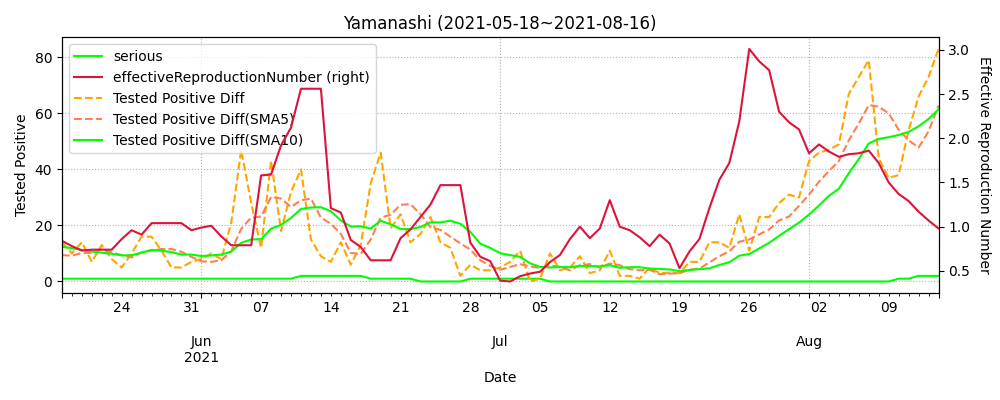 Yamanashi (2021-05-18~2021-08-16)
serious
effectiveReproductionNumber (right)
Tested Positive Diff
Tested Positive Diff(SMA5)
Tested Positive Diff(SMA10)
Tested Positive
80
60
40
20
0
Effective Reproduction Number
3.0
2.5
2.0
1.5
1.0
0.5
24 31 07 14 21 28 05 12 19 26 02 09
Jun Jul Aug
2021
Date